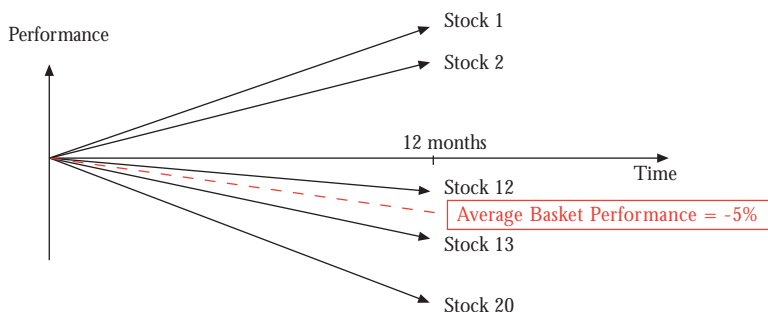 Stock 1
Performance
Stock 2
12 months
Time
Stock 12
Average Basket Performance = -5%
Stock 13
Stock 20